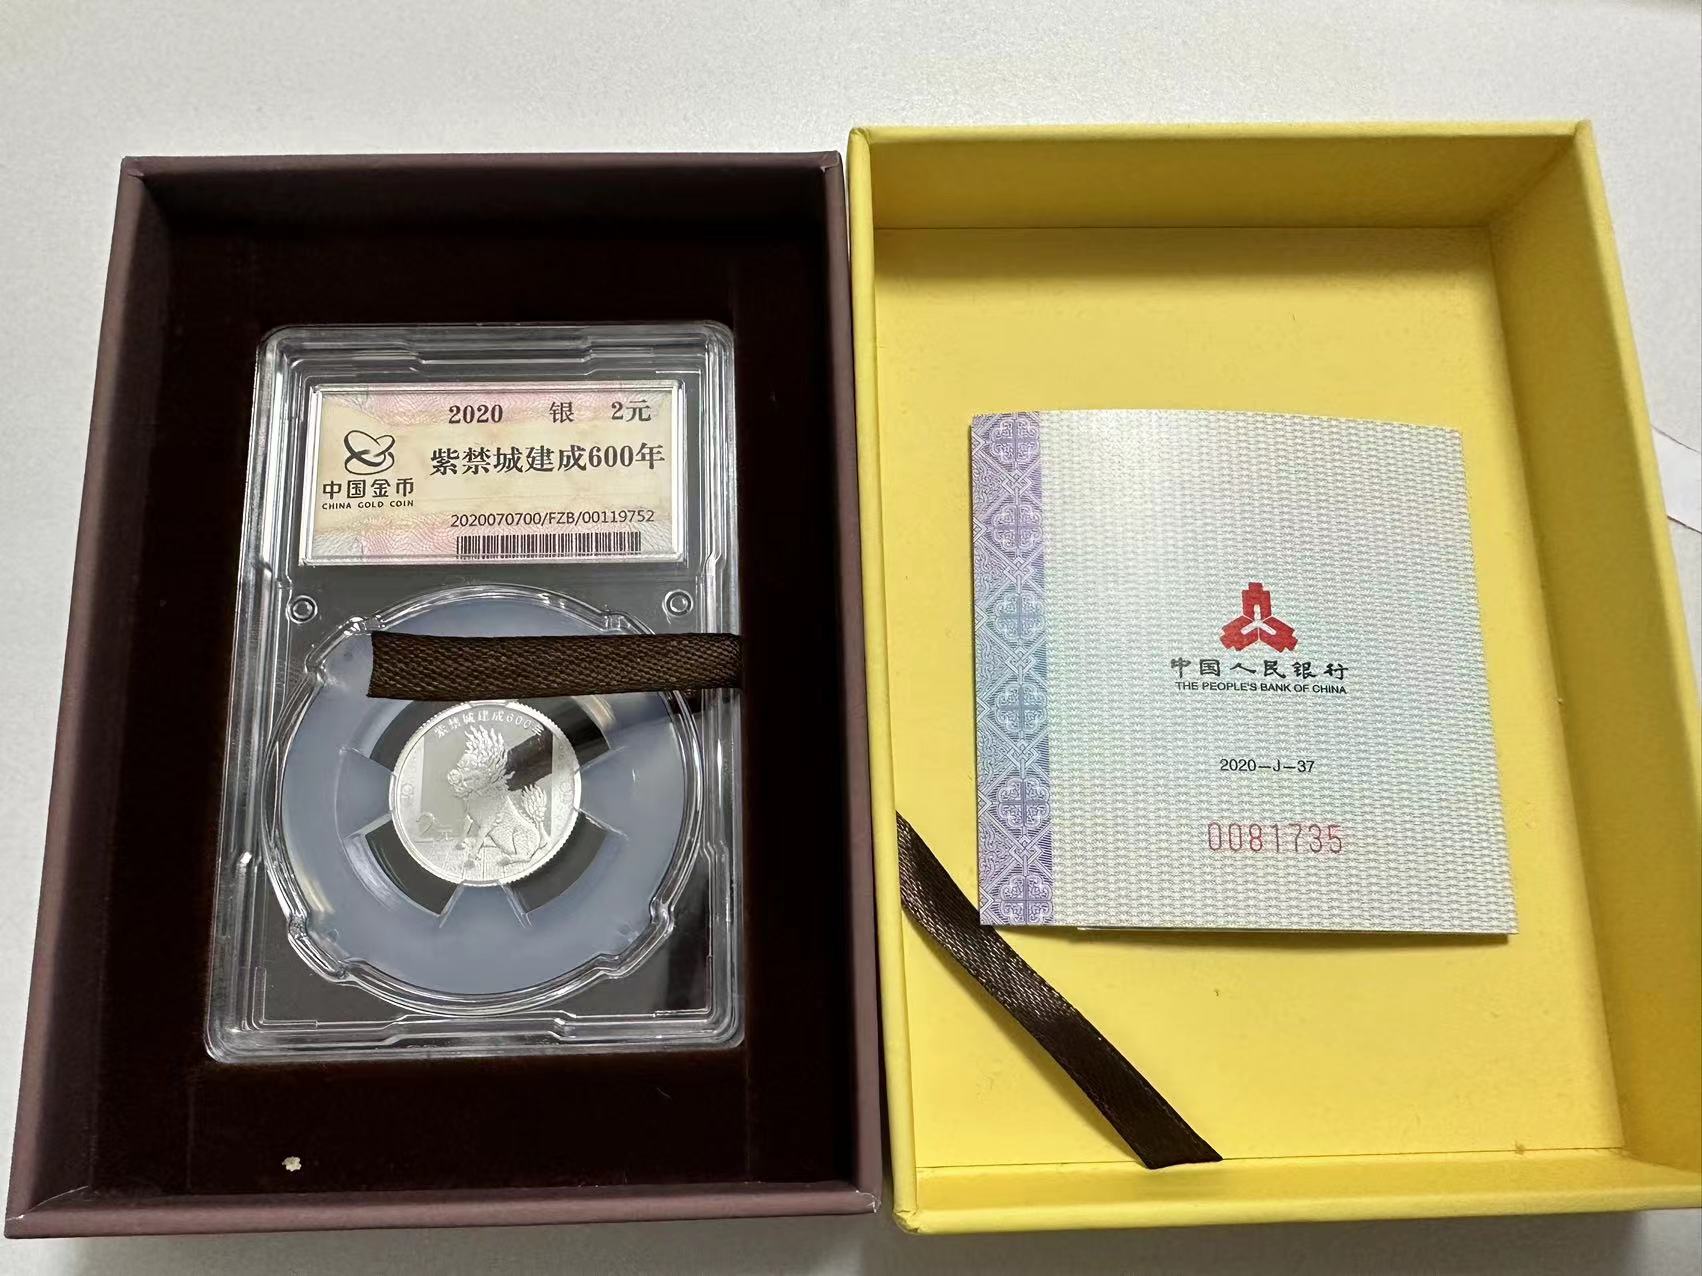 2020 银 2元
紫禁城建成600年
中国金币
CHINA GOLD COIN
2020070700/FZB/00119752
紫禁城建成600年
2元
中国人民银行
THE PEOPLE'S BANK OF CHINA
2020-J-37
0081735